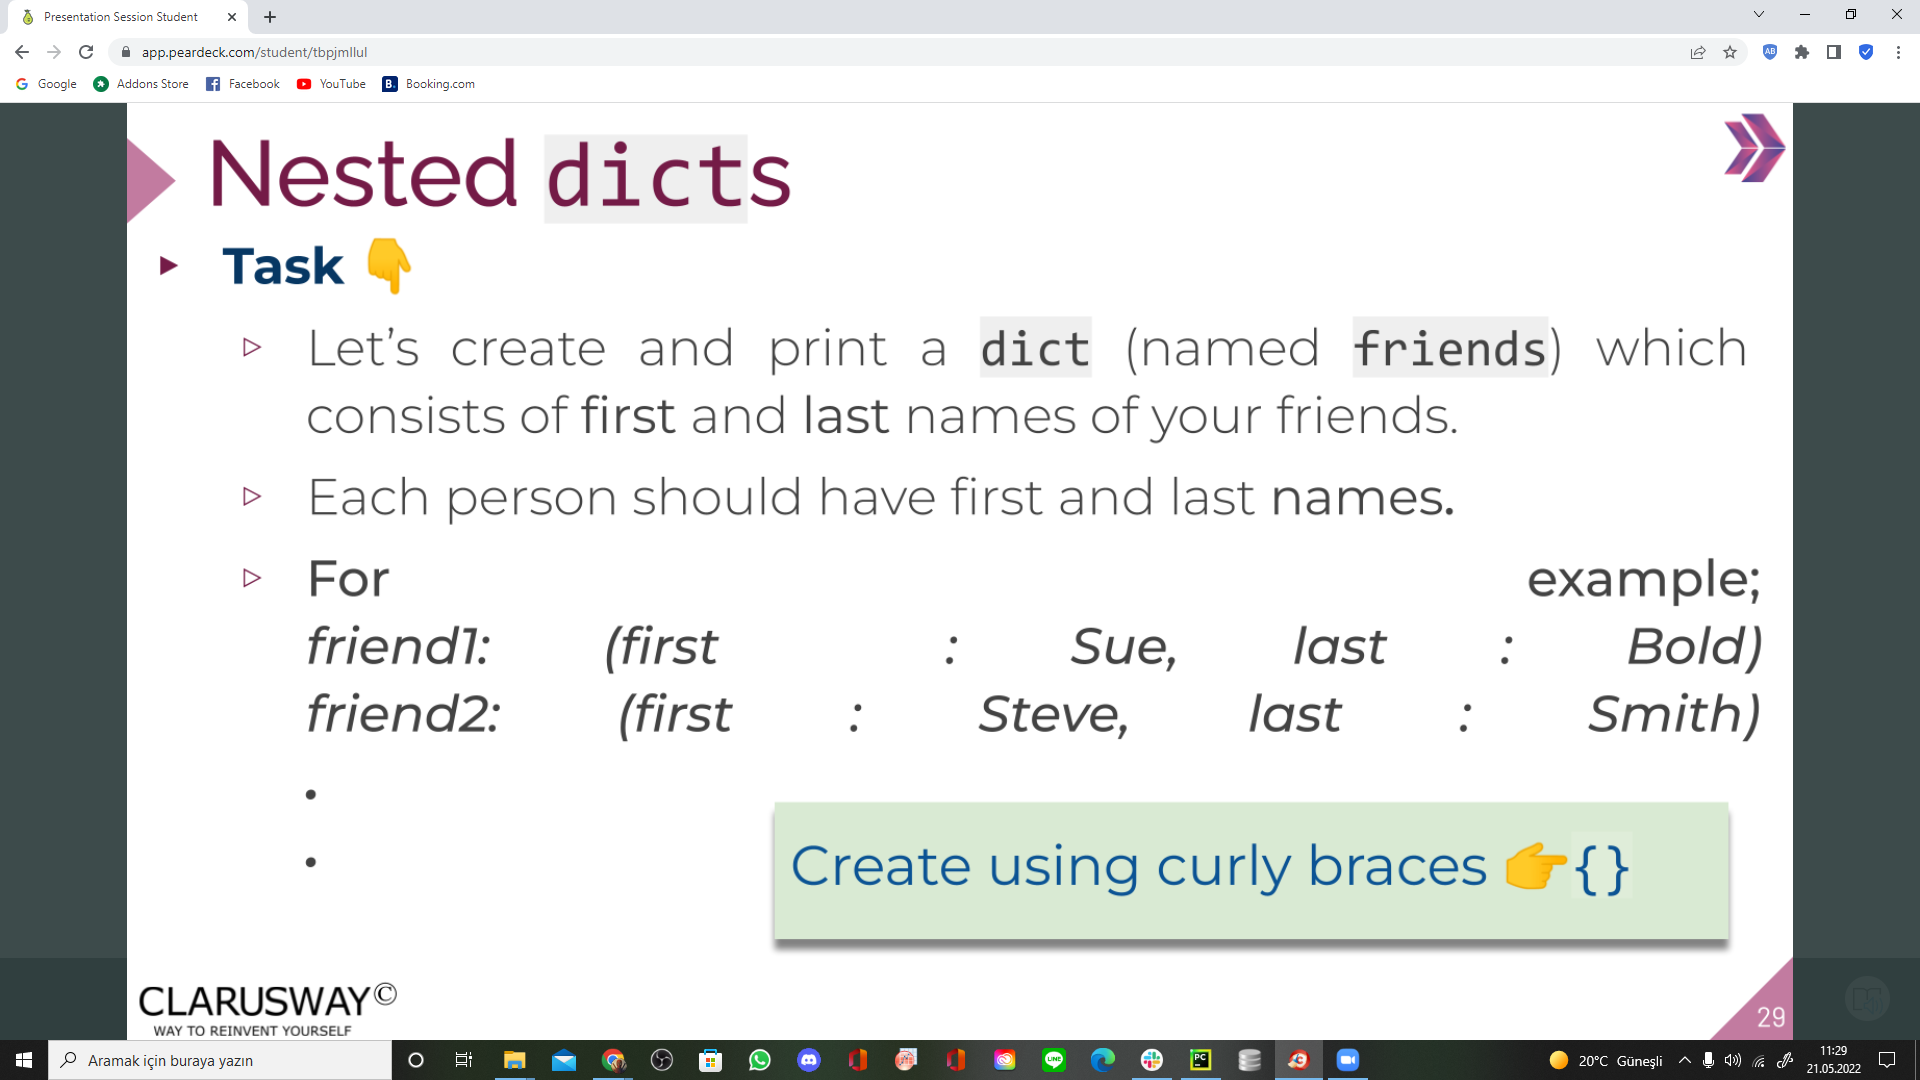 Presentation Session Student
app.peardeck.com/student/tbpjmllul
Google Addons Store Facebook YouTube B. Booking.com
Nested dicts
Task
Let's create and print a dict (named friends) which
consists of first and last names of your friends.
Each person should have first and last names.
For example;
friend1: (first : Sue, last : Bold)
friend2: (first : Steve, last : Smith)
Create using curly braces {}
CLARUSWAY©
WAY TO REINVENT YOURSELF
29
Aramak için buraya yazın
20°C Güneşli
11:29
21.05.2022